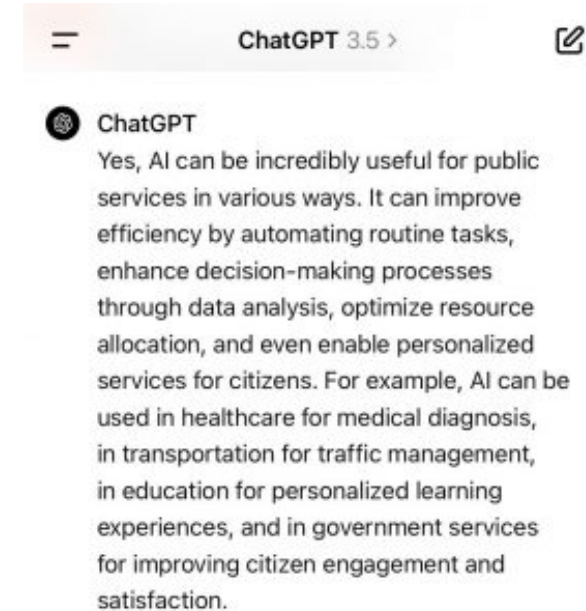 ChatGPT 3.5 >
ChatGPT
Yes, AI can be incredibly useful for public
services in various ways. It can improve
efficiency by automating routine tasks,
enhance decision-making processes
through data analysis, optimize resource
allocation, and even enable personalized
services for citizens. For example, AI can be
used in healthcare for medical diagnosis,
in transportation for traffic management,
in education for personalized learning
experiences, and in government services
for improving citizen engagement and
satisfaction.